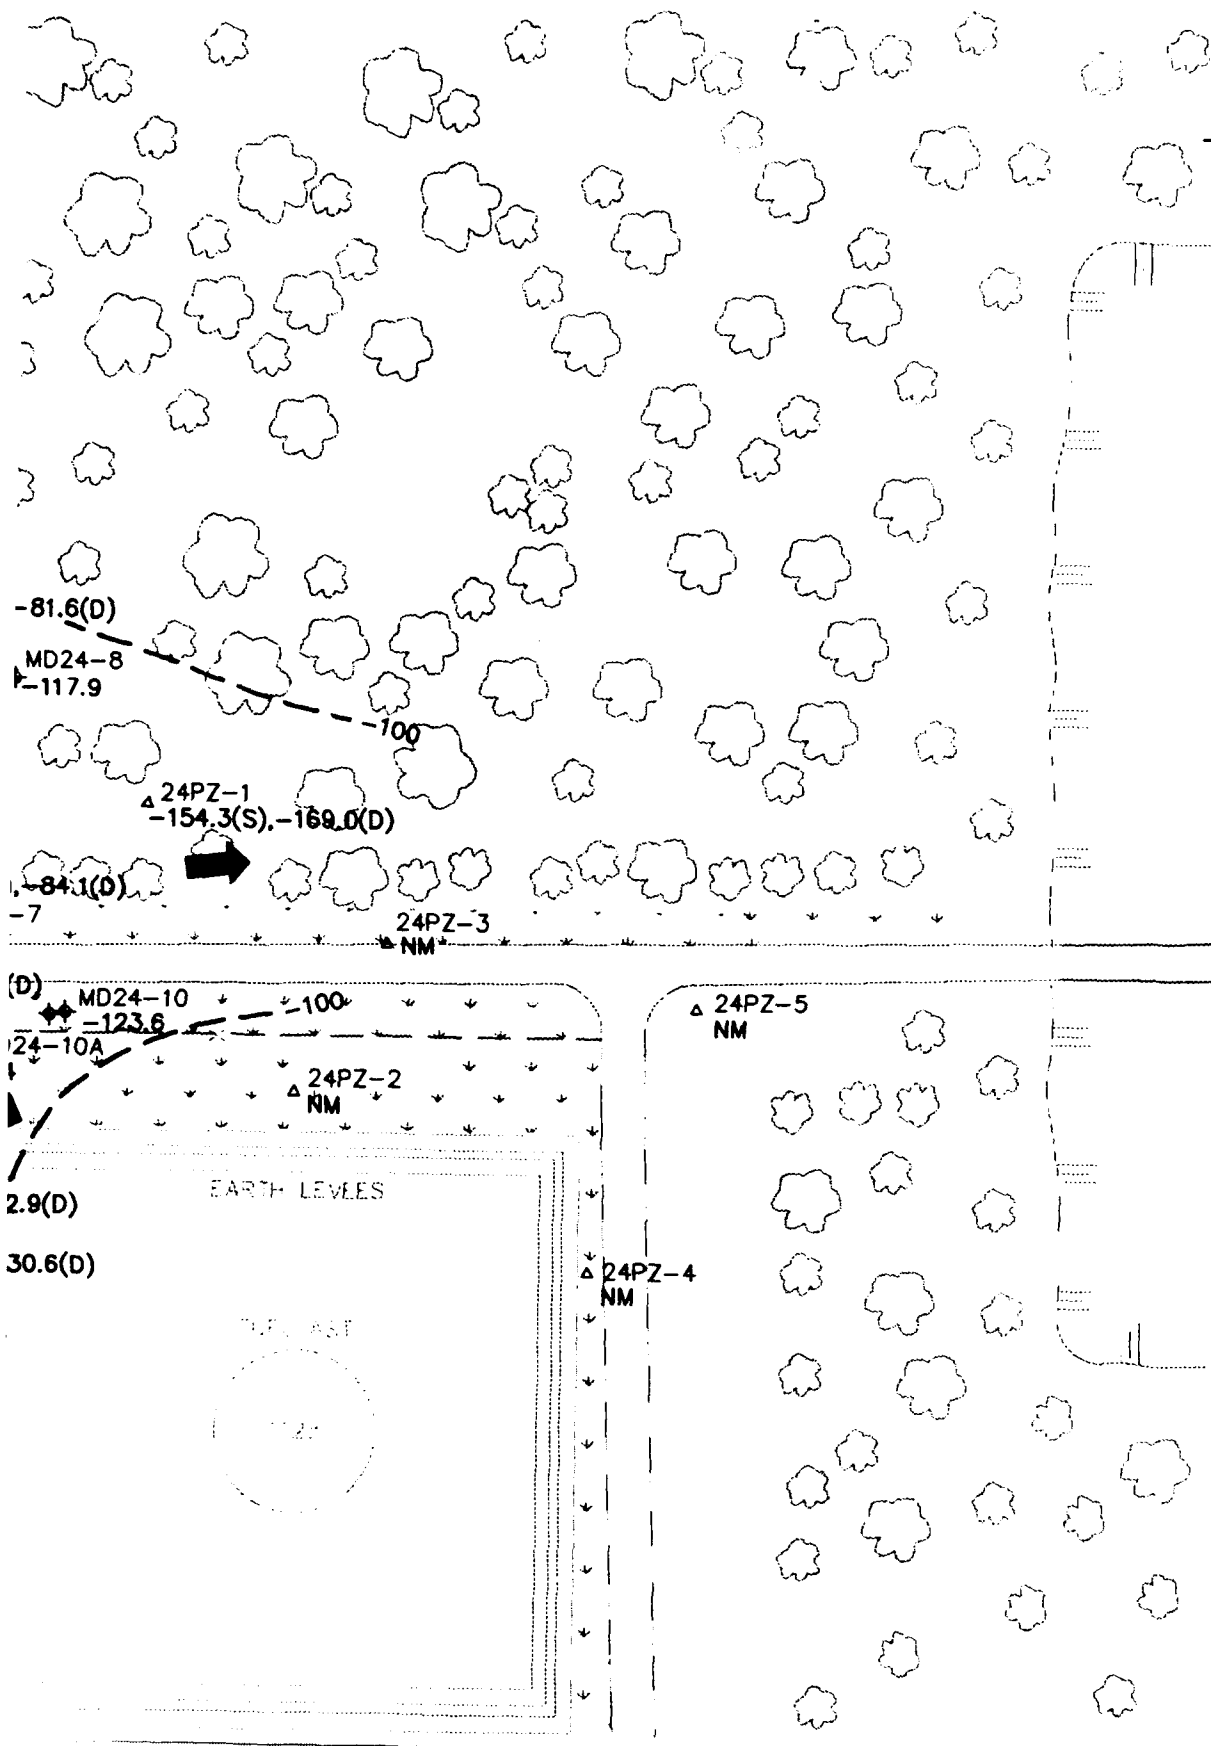 -81.6(D)
MD24-8
-117.9
-100
24PZ-1
-154.3(S),-169.0(D)
,-84.1(D)
-7
24PZ-3
NM
(D)
MD24-10
-123.6
-100
24-10A
24PZ-5
NM
24PZ-2
NM
EARTH LEVEES
2.9(D)
30.6(D)
24PZ-4
NM